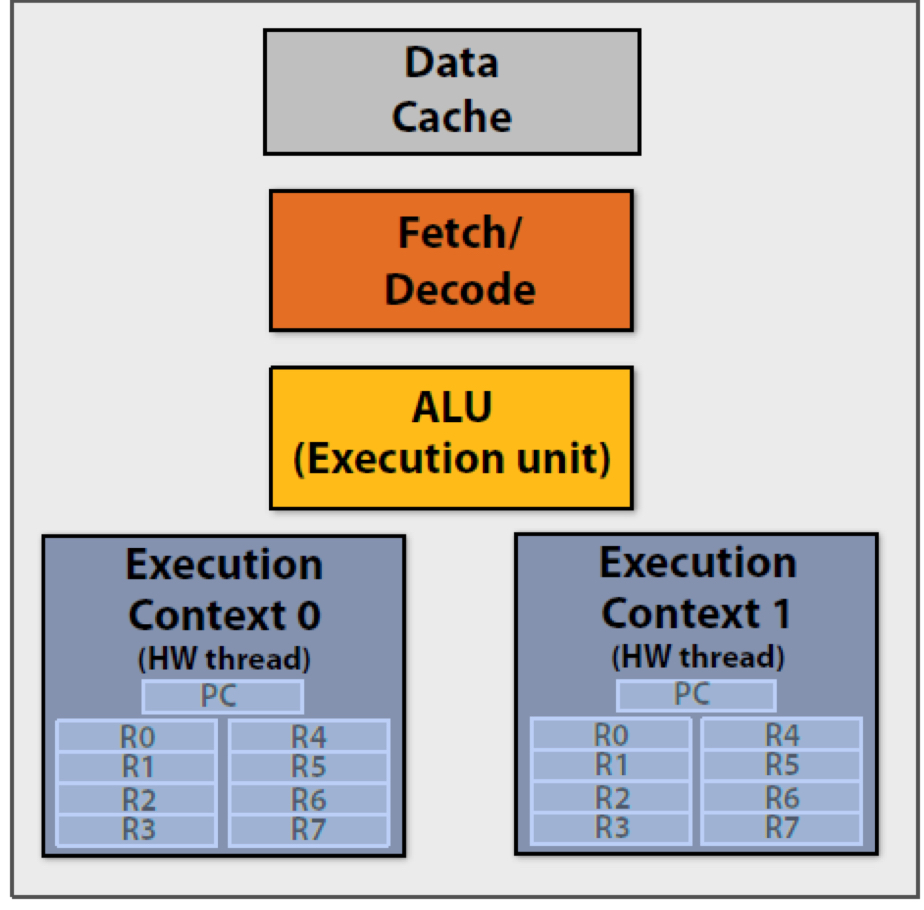 Data
Cache
Fetch/
Decode
ALU
(Execution unit)
Execution
Context 0
(HW thread)
PC
R0
R1
R2
R3
R4
R5
R6
R7
Execution
Context 1
(HW thread)
PC
R0
R1
R2
R3
R4
R5
R6
R7